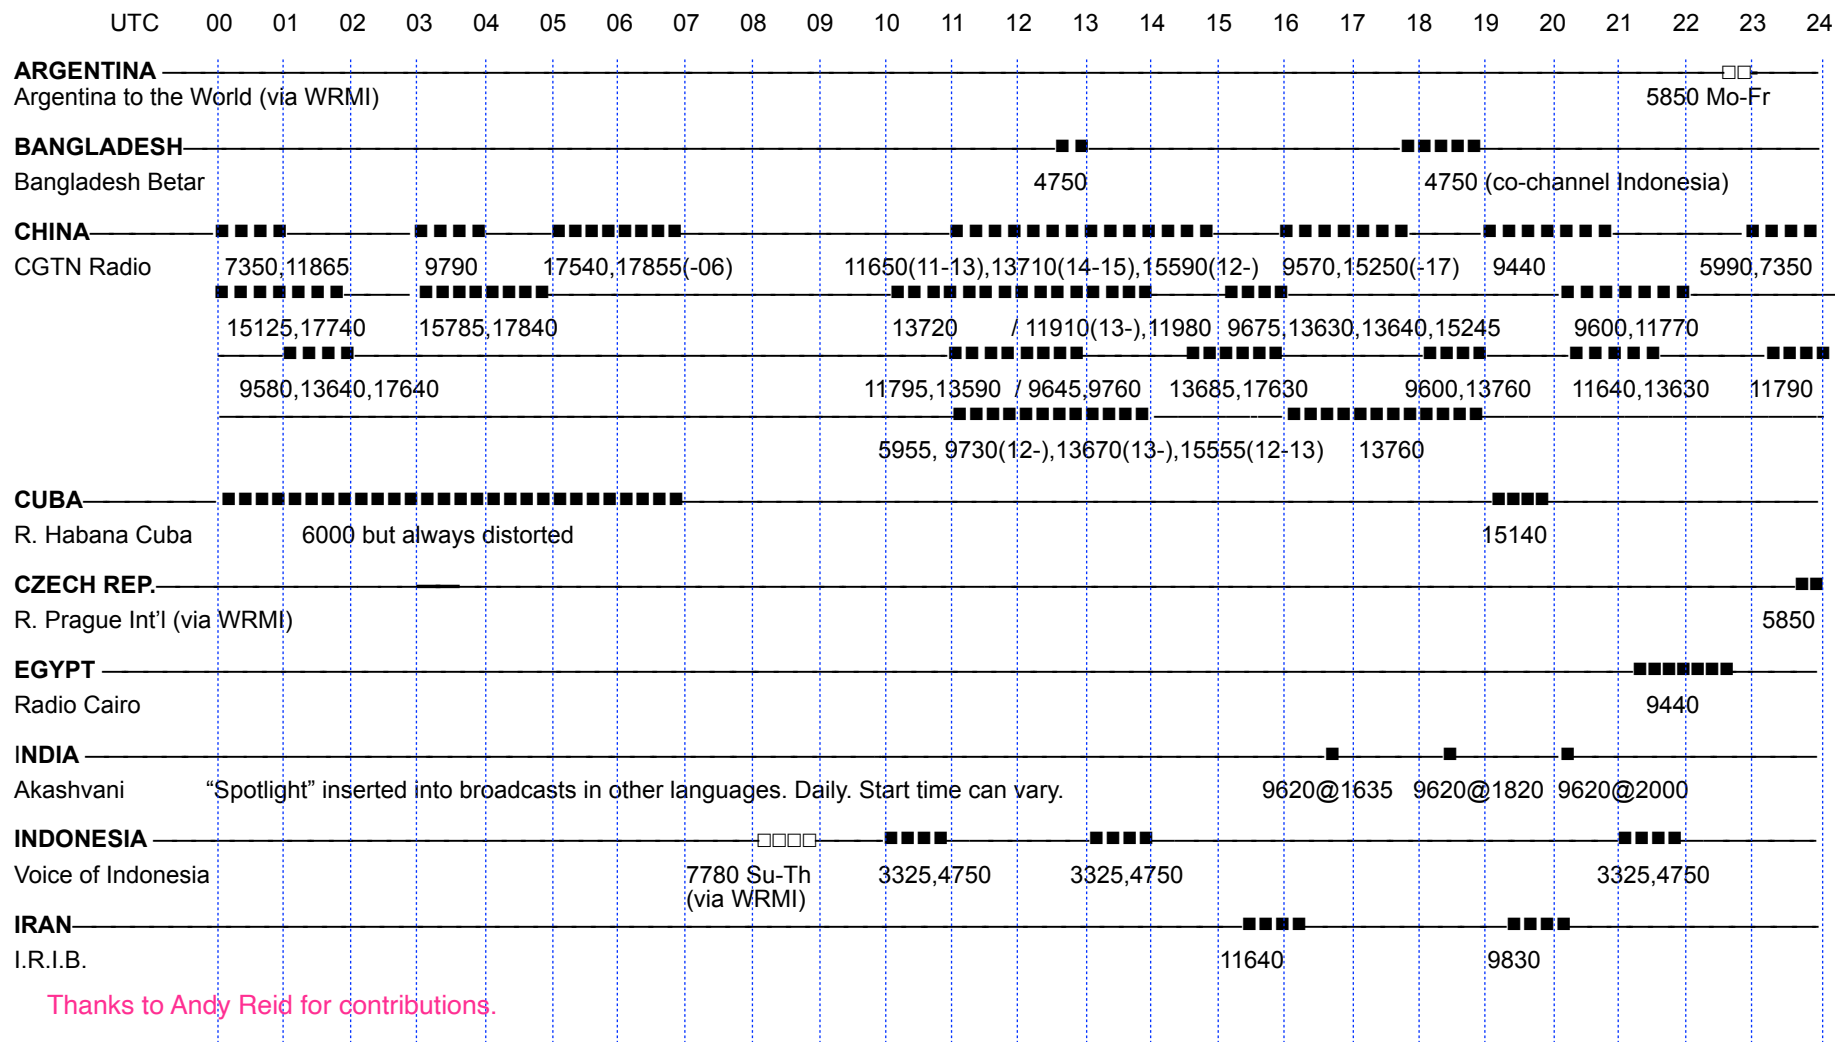 UTC 00 01 02 03 04 05 06 07 08 09 10 11 12 13 14 15 16 17 18 19 20 21 22 23 24
ARGENTINA
Argentina to the World (via WRMI) 5850 Mo-Fr
BANGLADESH
Bangladesh Betar 4750 4750 (co-channel Indonesia)
CHINA
CGTN Radio 7350,11865 9790 17540,17855(-06) 11650(11-13),13710(14-15),15590(12-) 9570,15250(-17) 9440 5990,7350
15125,17740 15785,17840 13720 / 11910(13-),11980 9675,13630,13640,15245 9600,11770
9580,13640,17640 11795,13590 / 9645,9760 13685,17630 9600,13760 11640,13630 11790
5955, 9730(12-),13670(13-),15555(12-13) 13760
CUBA
R. Habana Cuba 6000 but always distorted 15140
CZECH REP.
R. Prague Int’l (via WRMI) 5850
EGYPT
Radio Cairo 9440
INDIA
Akashvani “Spotlight” inserted into broadcasts in other languages. Daily. Start time can vary. 9620@1635 9620@1820 9620@2000
INDONESIA
Voice of Indonesia 7780 Su-Th 3325,4750 3325,4750 3325,4750
(via WRMI)
IRAN
I.R.I.B. 11640 9830
Thanks to Andy Reid for contributions.